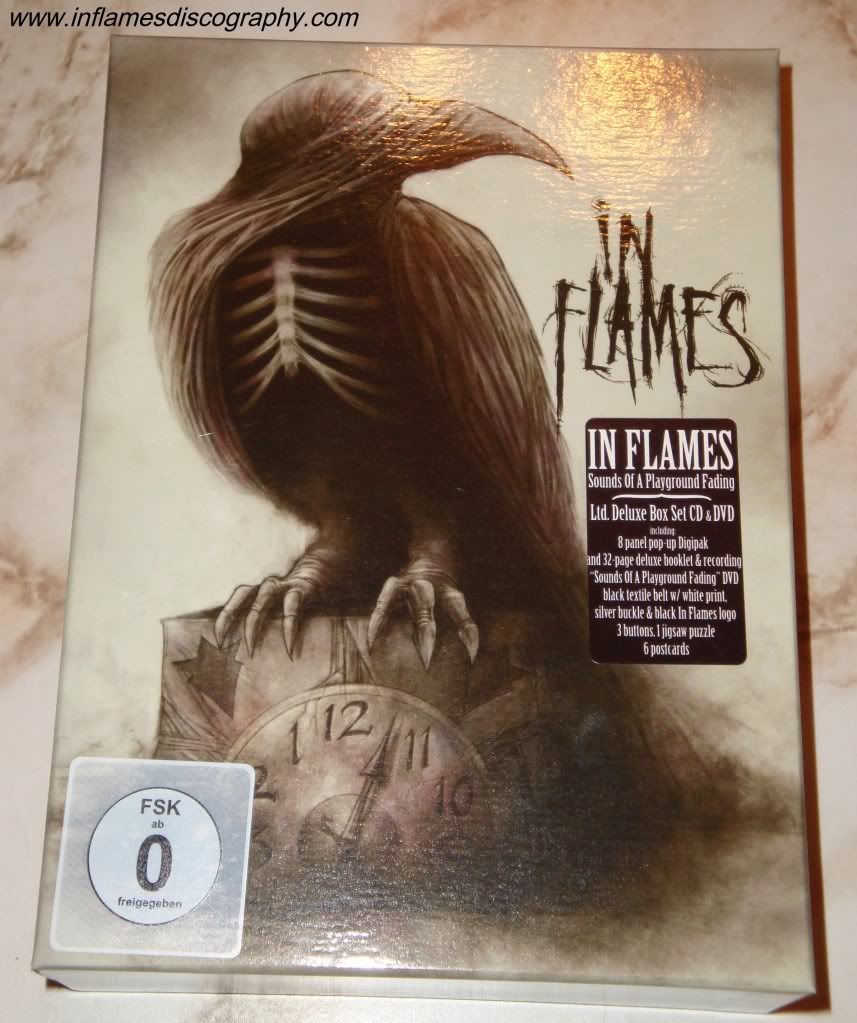 www.inflamesdiscography.com
IN
FLAMES
IN FLAMES
Sounds Of A Playground Fading
Ltd. Deluxe Box Set CD & DVD
including:
8 panel pop-up Digipak
and 32-page deluxe booklet & recording
"Sounds Of A Playground Fading" DVD
black textile belt w/ white print,
silver buckle & black In Flames logo
3 buttons, 1 jigsaw puzzle
6 postcards
12
1 11
2 10
FSK
ab
0
freigegeben